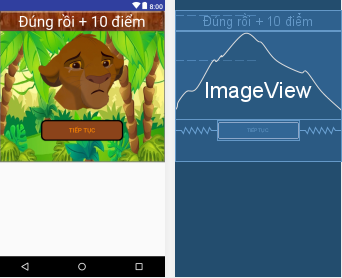 8:00
Đúng rồi + 10 điểm
TIẾP TỤC
Đúng rồi + 10 điểm
ImageView
TIẾP TỤC